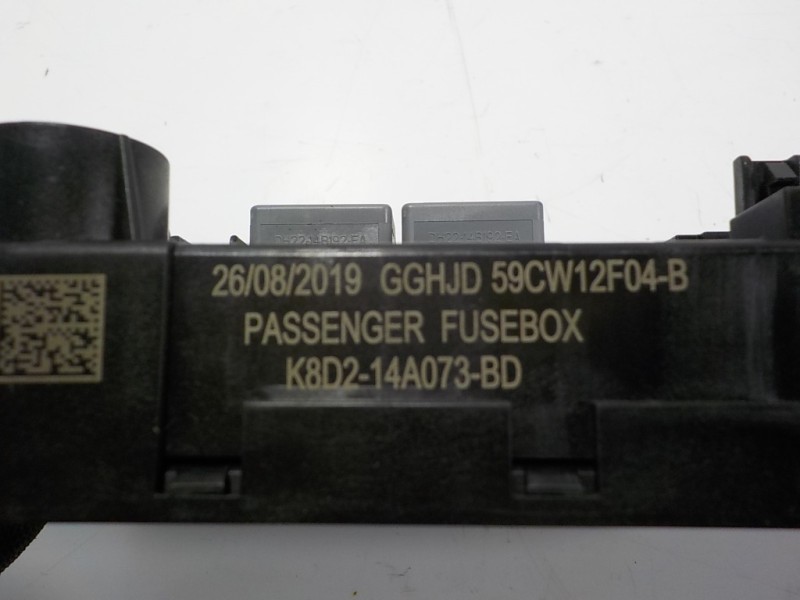 26/08/2019 GGHJD 59CW12F04-B
PASSENGER FUSEBOX
K8D2-14A073-BD